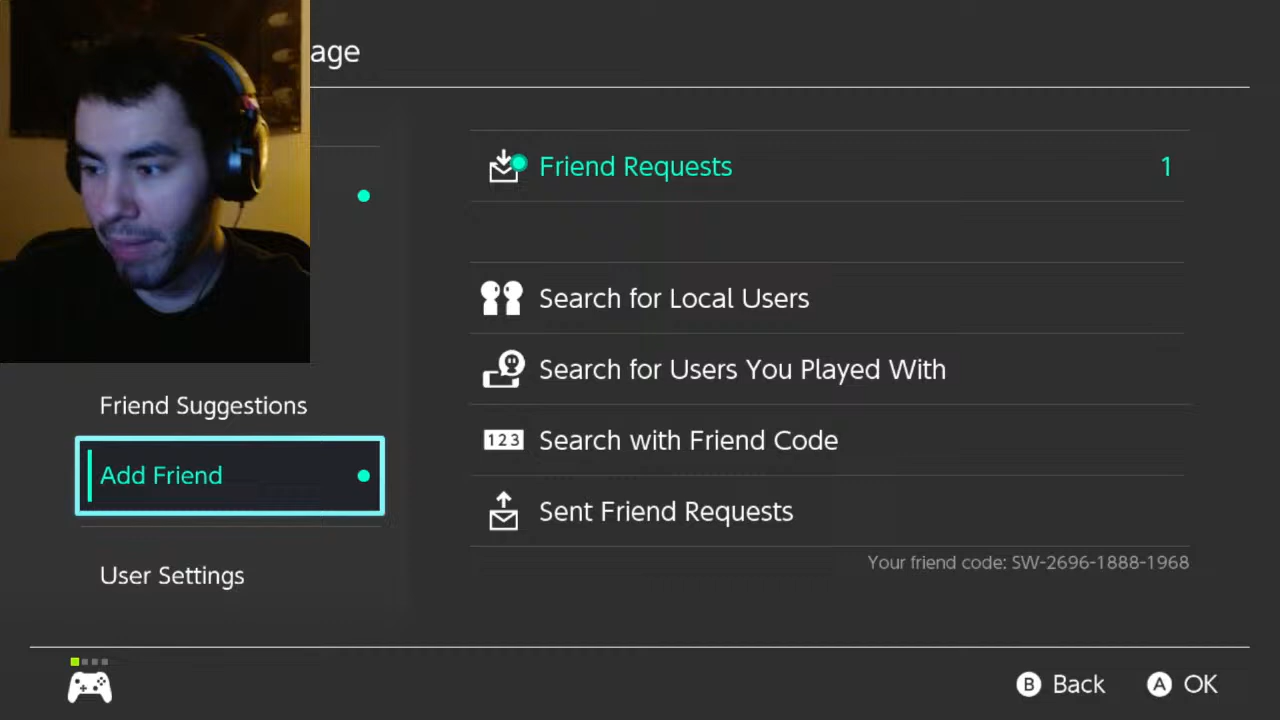 age
Friend Requests 1
Search for Local Users
Search for Users You Played With
123 Search with Friend Code
Sent Friend Requests
Your friend code: SW-2696-1888-1968
Friend Suggestions
Add Friend
User Settings
B Back A OK